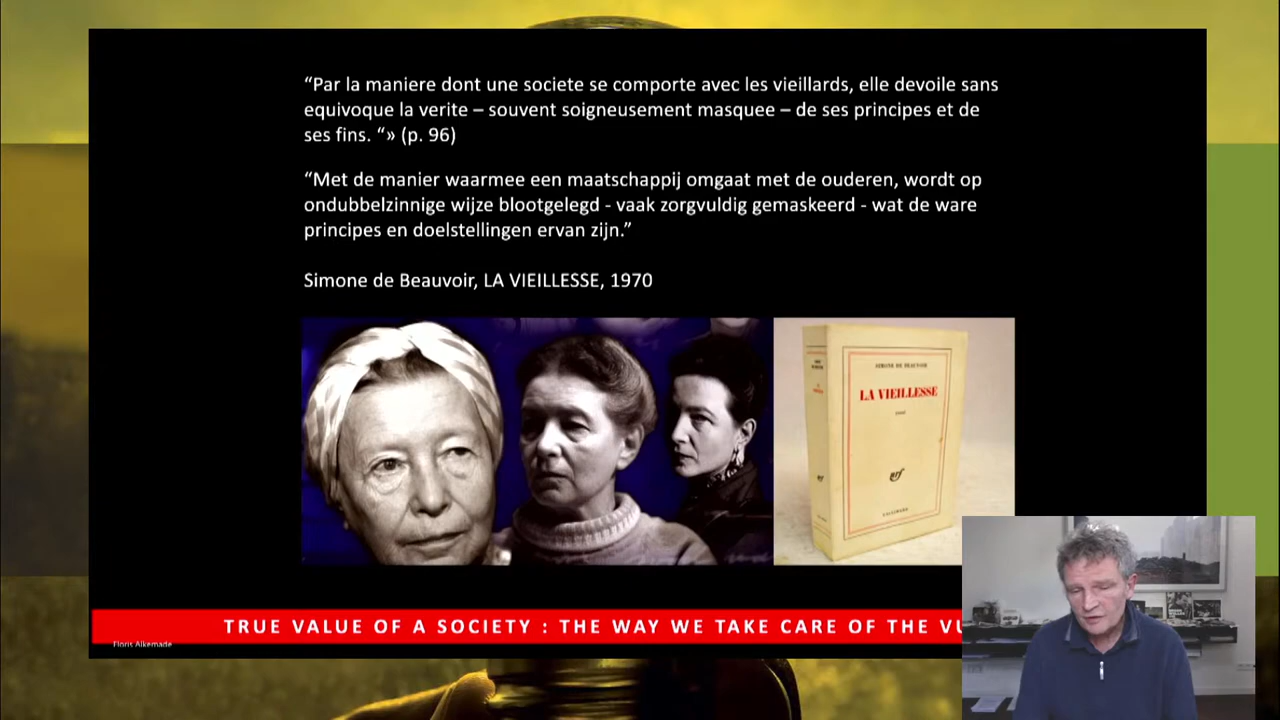 “Par la maniere dont une societe se comporte avec les vieillards, elle devoile sans
equivoque la verite – souvent soigneusement masquee – de ses principes et de
ses fins. “» (p. 96)
“Met de manier waarmee een maatschappij omgaat met de ouderen, wordt op
ondubbelzinnige wijze blootgelegd - vaak zorgvuldig gemaskeerd - wat de ware
principes en doelstellingen ervan zijn.”
Simone de Beauvoir, LA VIEILLESSE, 1970
SIMONE DE BEAUVOIR
LA VIEILLESSE
nrf
GALLIMARD
TRUE VALUE OF A SOCIETY : THE WAY WE TAKE CARE OF THE VU
Floris Alkemade